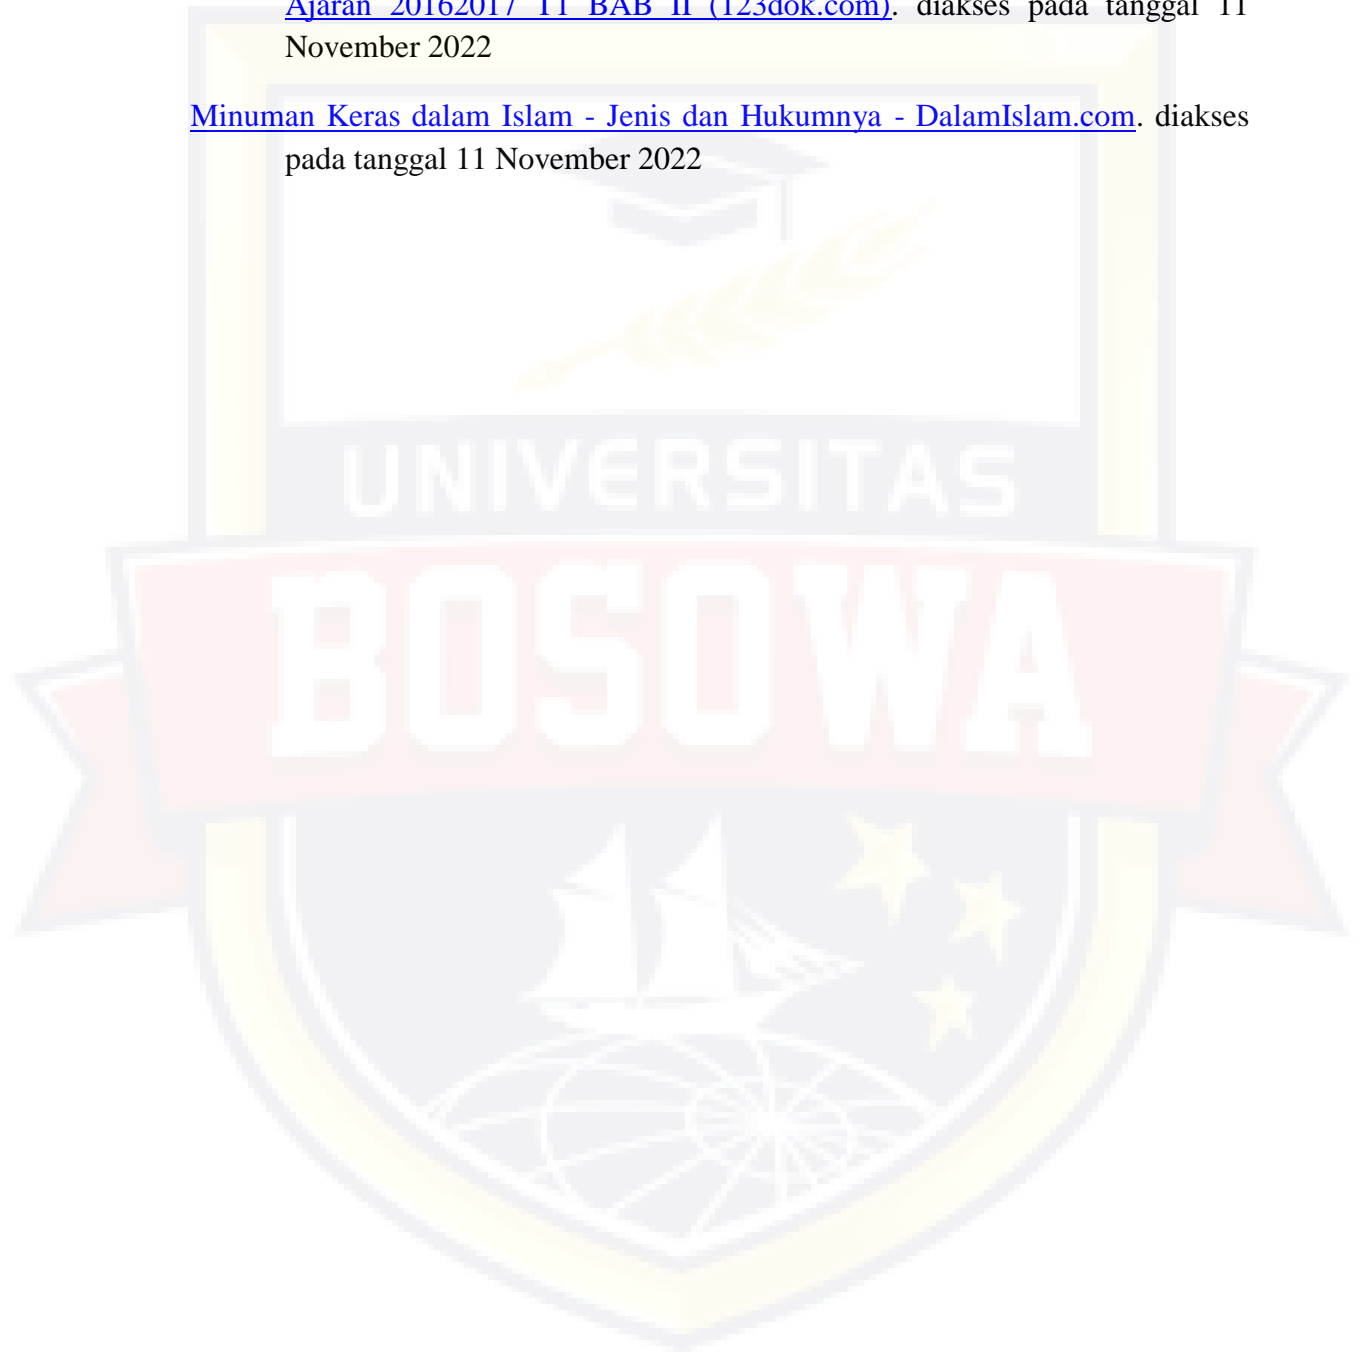 Ajaran 20162017 T1 BAB II (123dok.com). diakses pada tanggal 11
November 2022
Minuman Keras dalam Islam - Jenis dan Hukumnya - DalamIslam.com. diakses
pada tanggal 11 November 2022
UNIVERSITAS
BOSOWA